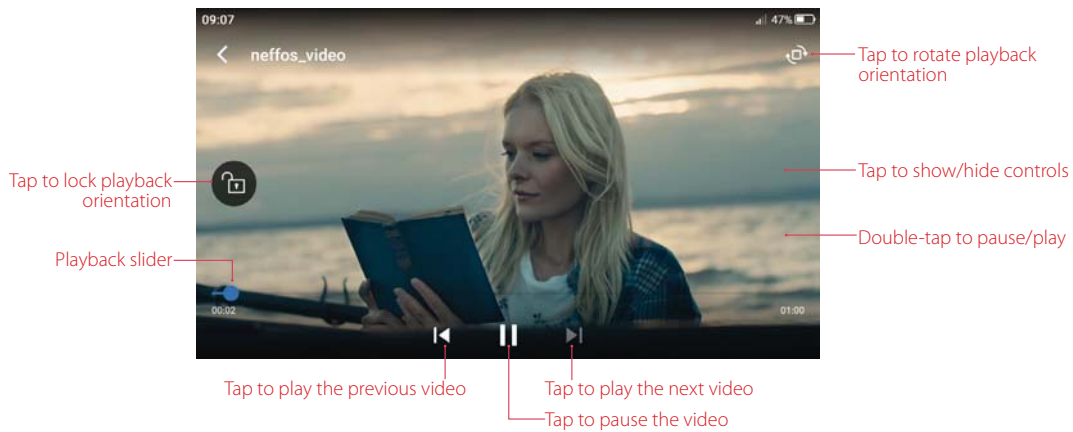 09:07
47%
neffos_video
Tap to rotate playback
orientation
Tap to lock playback
orientation
Tap to show/hide controls
Double-tap to pause/play
Playback slider
00:02
01:00
Tap to play the previous video
Tap to play the next video
Tap to pause the video